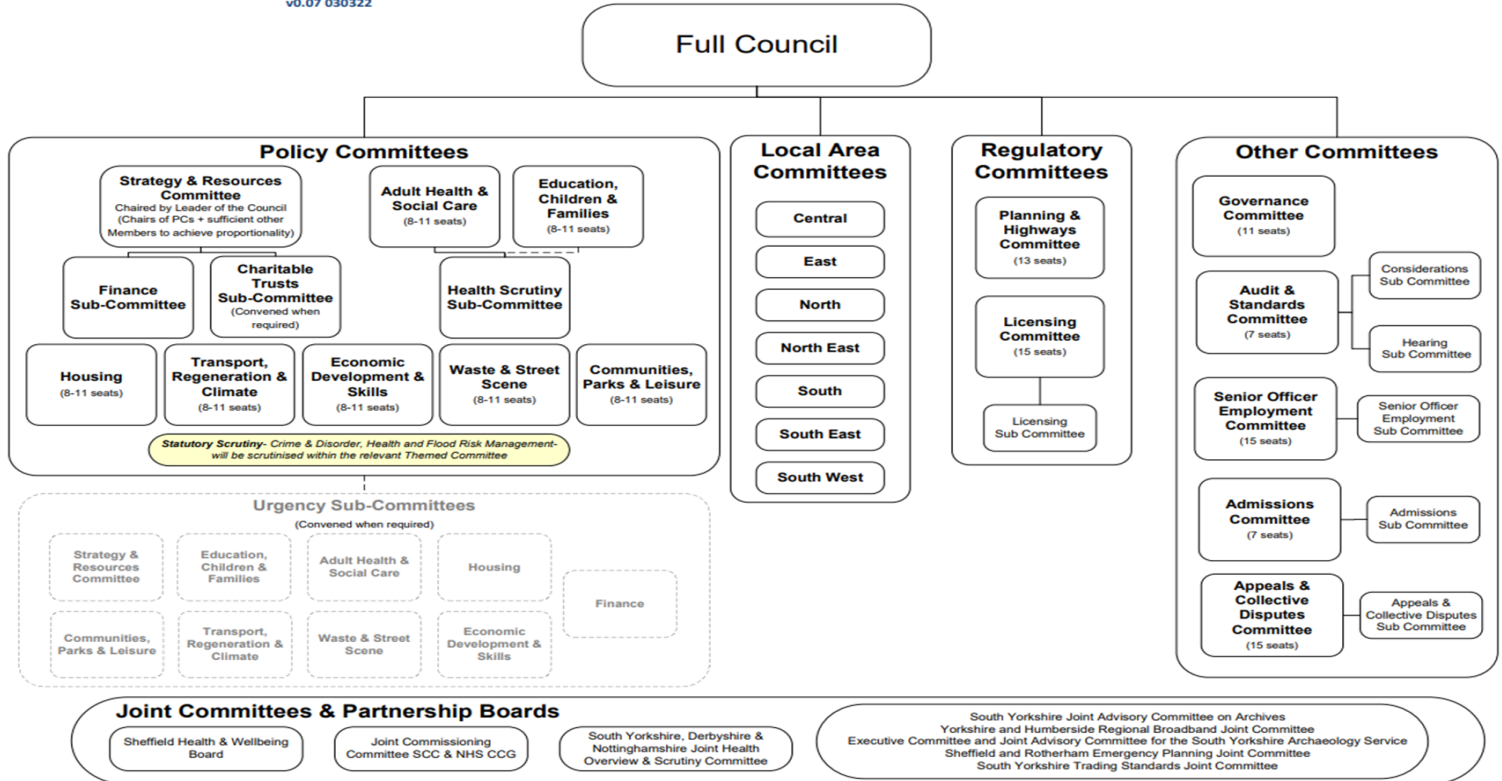 v0.07 030322
Full Council
Policy Committees
Strategy & Resources
Committee
Chaired by Leader of the Council
(Chairs of PCs + sufficient other
Members to achieve proportionality)
Adult Health &
Social Care
(8-11 seats)
Education,
Children &
Families
(8-11 seats)
Finance
Sub-Committee
Charitable
Trusts
Sub-Committee
(Convened when
required)
Health Scrutiny
Sub-Committee
Housing
(8-11 seats)
Transport,
Regeneration &
Climate
(8-11 seats)
Economic
Development &
Skills
(8-11 seats)
Waste & Street
Scene
(8-11 seats)
Communities,
Parks & Leisure
(8-11 seats)
Statutory Scrutiny- Crime & Disorder, Health and Flood Risk Management-
will be scrutinised within the relevant Themed Committee
Urgency Sub-Committees
(Convened when required)
Strategy &
Resources
Committee
Education,
Children &
Families
Adult Health &
Social Care
Housing
Finance
Communities,
Parks & Leisure
Transport,
Regeneration &
Climate
Waste & Street
Scene
Economic
Development &
Skills
Local Area
Committees
Central
East
North
North East
South
South East
South West
Regulatory
Committees
Planning &
Highways
Committee
(13 seats)
Licensing
Committee
(15 seats)
Licensing
Sub Committee
Other Committees
Governance
Committee
(11 seats)
Audit &
Standards
Committee
(7 seats)
Considerations
Sub Committee
Hearing
Sub Committee
Senior Officer
Employment
Committee
(15 seats)
Senior Officer
Employment
Sub Committee
Admissions
Committee
(7 seats)
Admissions
Sub Committee
Appeals &
Collective
Disputes
Committee
(15 seats)
Appeals &
Collective Disputes
Sub Committee
Joint Committees & Partnership Boards
Sheffield Health & Wellbeing
Board
Joint Commissioning
Committee SCC & NHS CCG
South Yorkshire, Derbyshire &
Nottinghamshire Joint Health
Overview & Scrutiny Committee
South Yorkshire Joint Advisory Committee on Archives
Yorkshire and Humberside Regional Broadband Joint Committee
Executive Committee and Joint Advisory Committee for the South Yorkshire Archaeology Service
Sheffield and Rotherham Emergency Planning Joint Committee
South Yorkshire Trading Standards Joint Committee